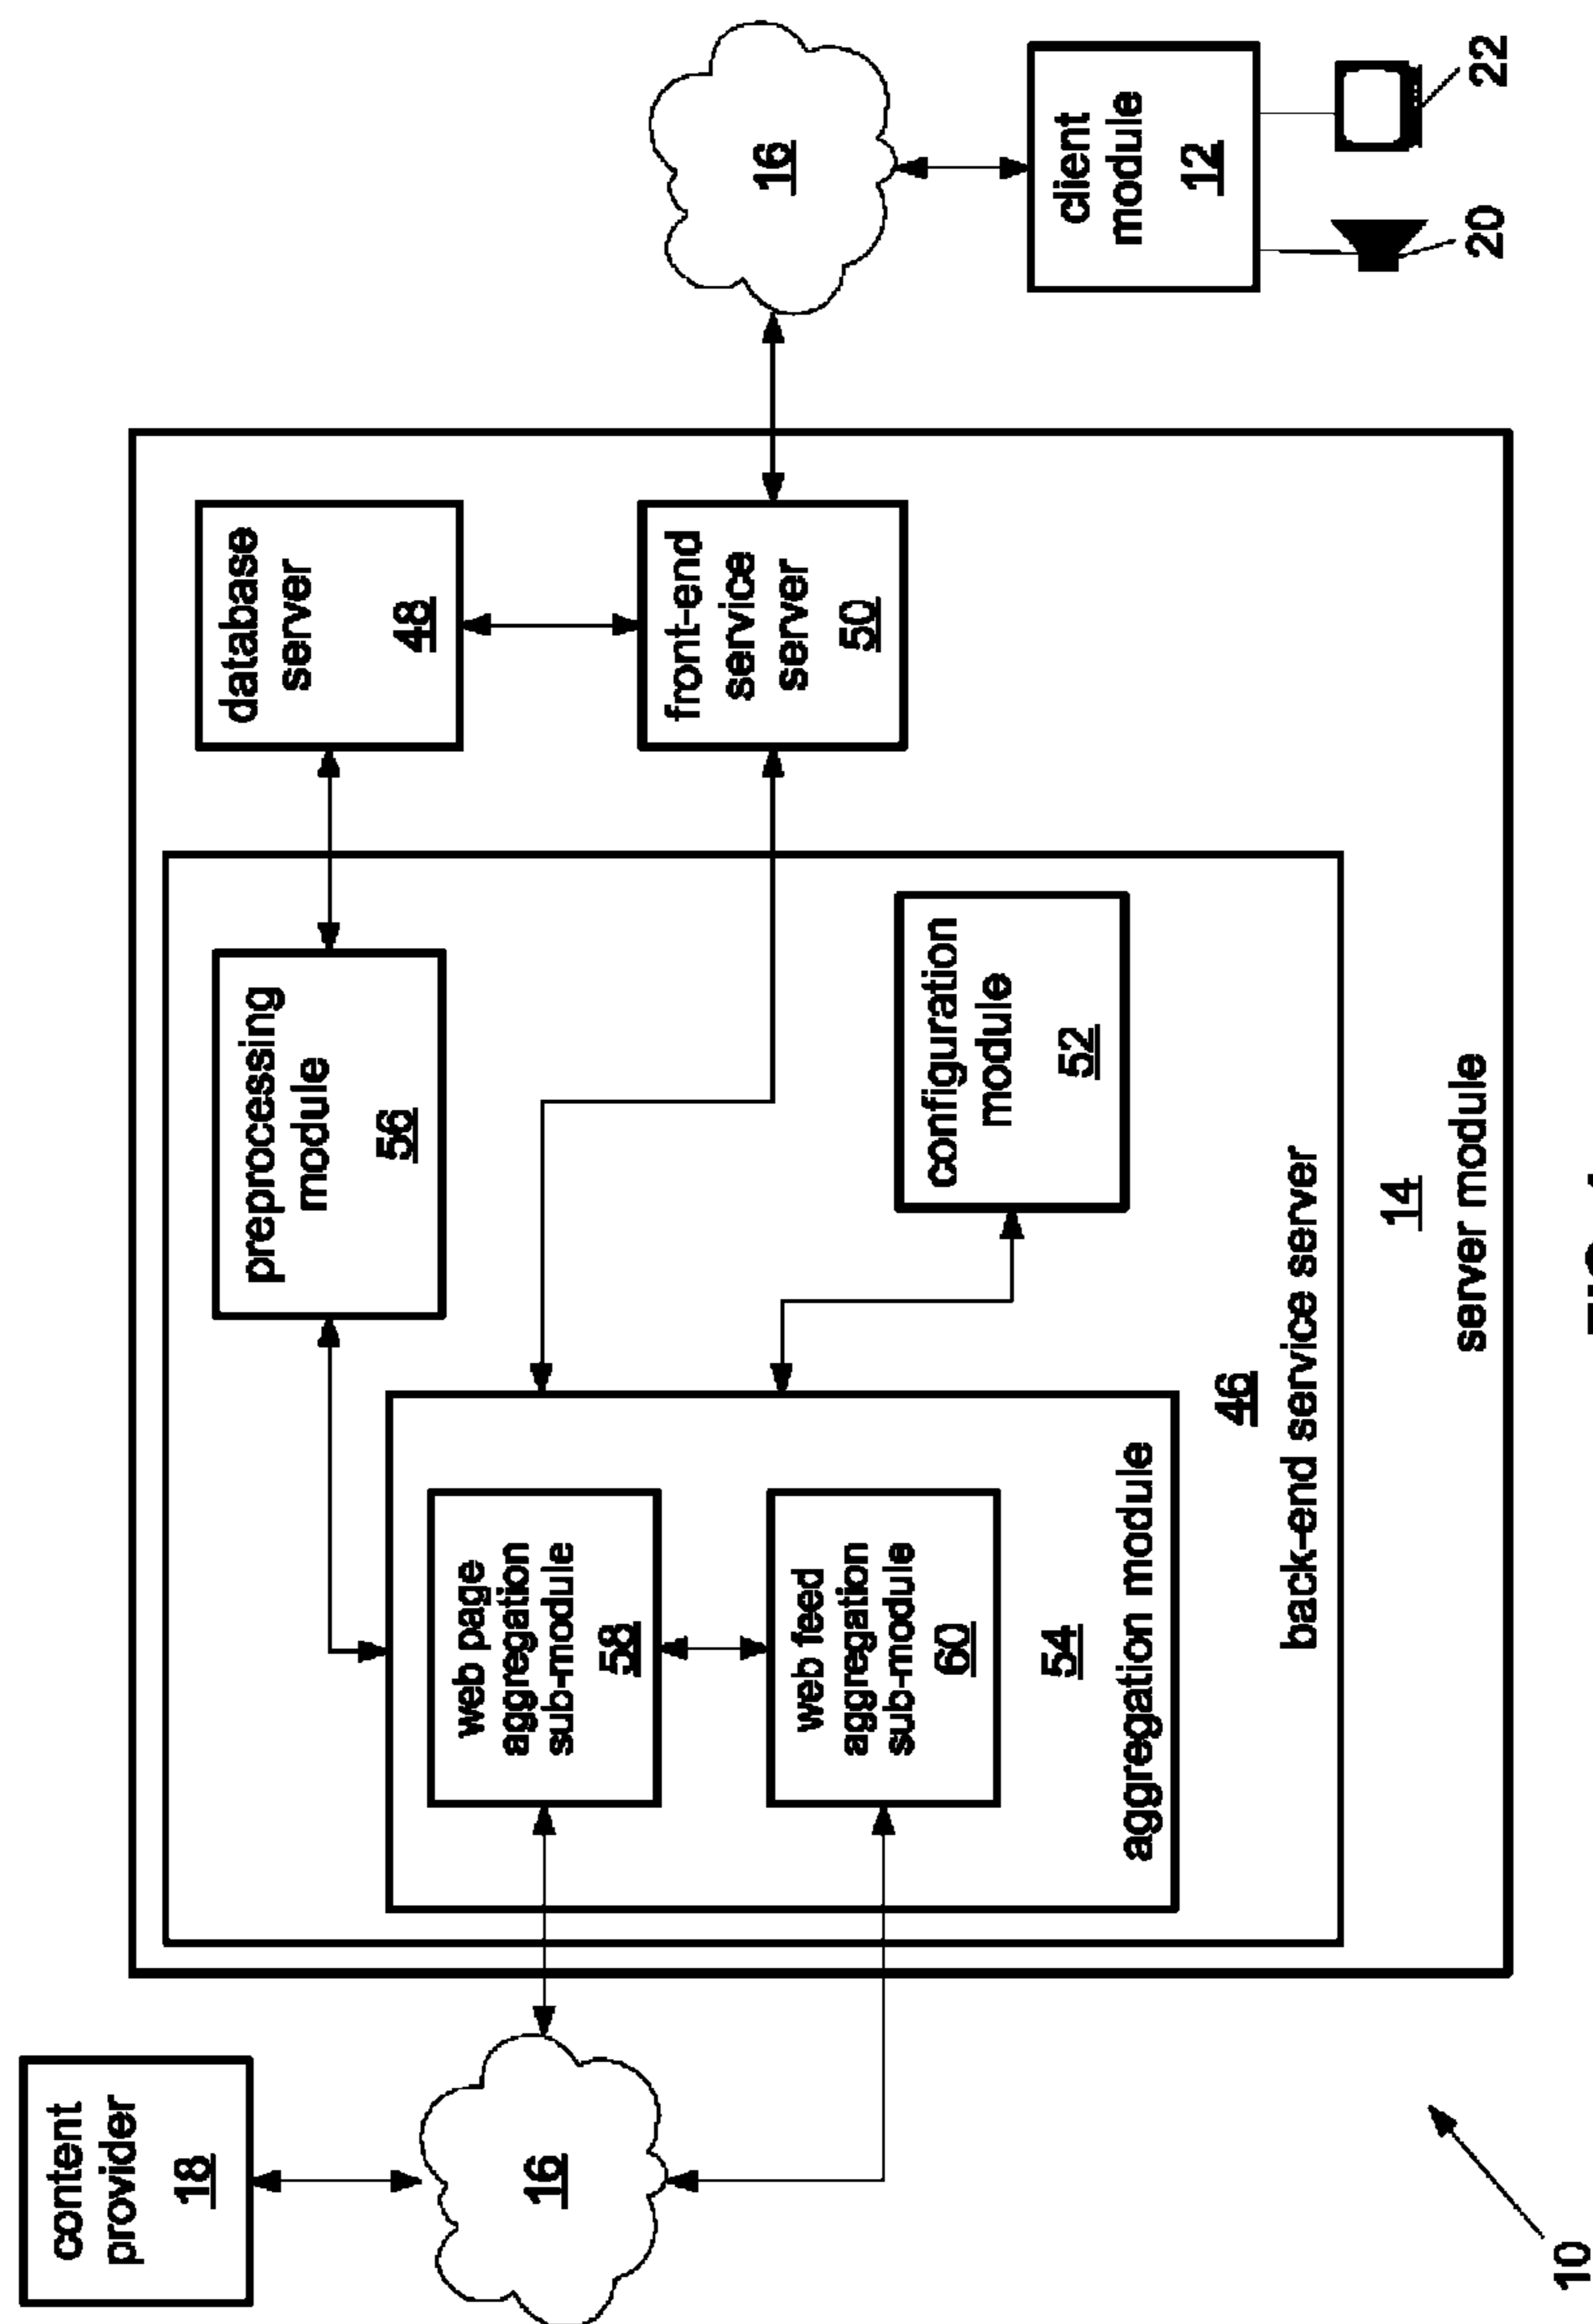 content
provider
18
16
web page
aggregation
sub-module
58
web feed
aggregation
sub-module
60
54
aggregation module
preprocessing
module
56
configuration
module
52
46
back-end service server
14
server module
database
server
48
front-end
service
server
50
16
client
module
12
20
22
10